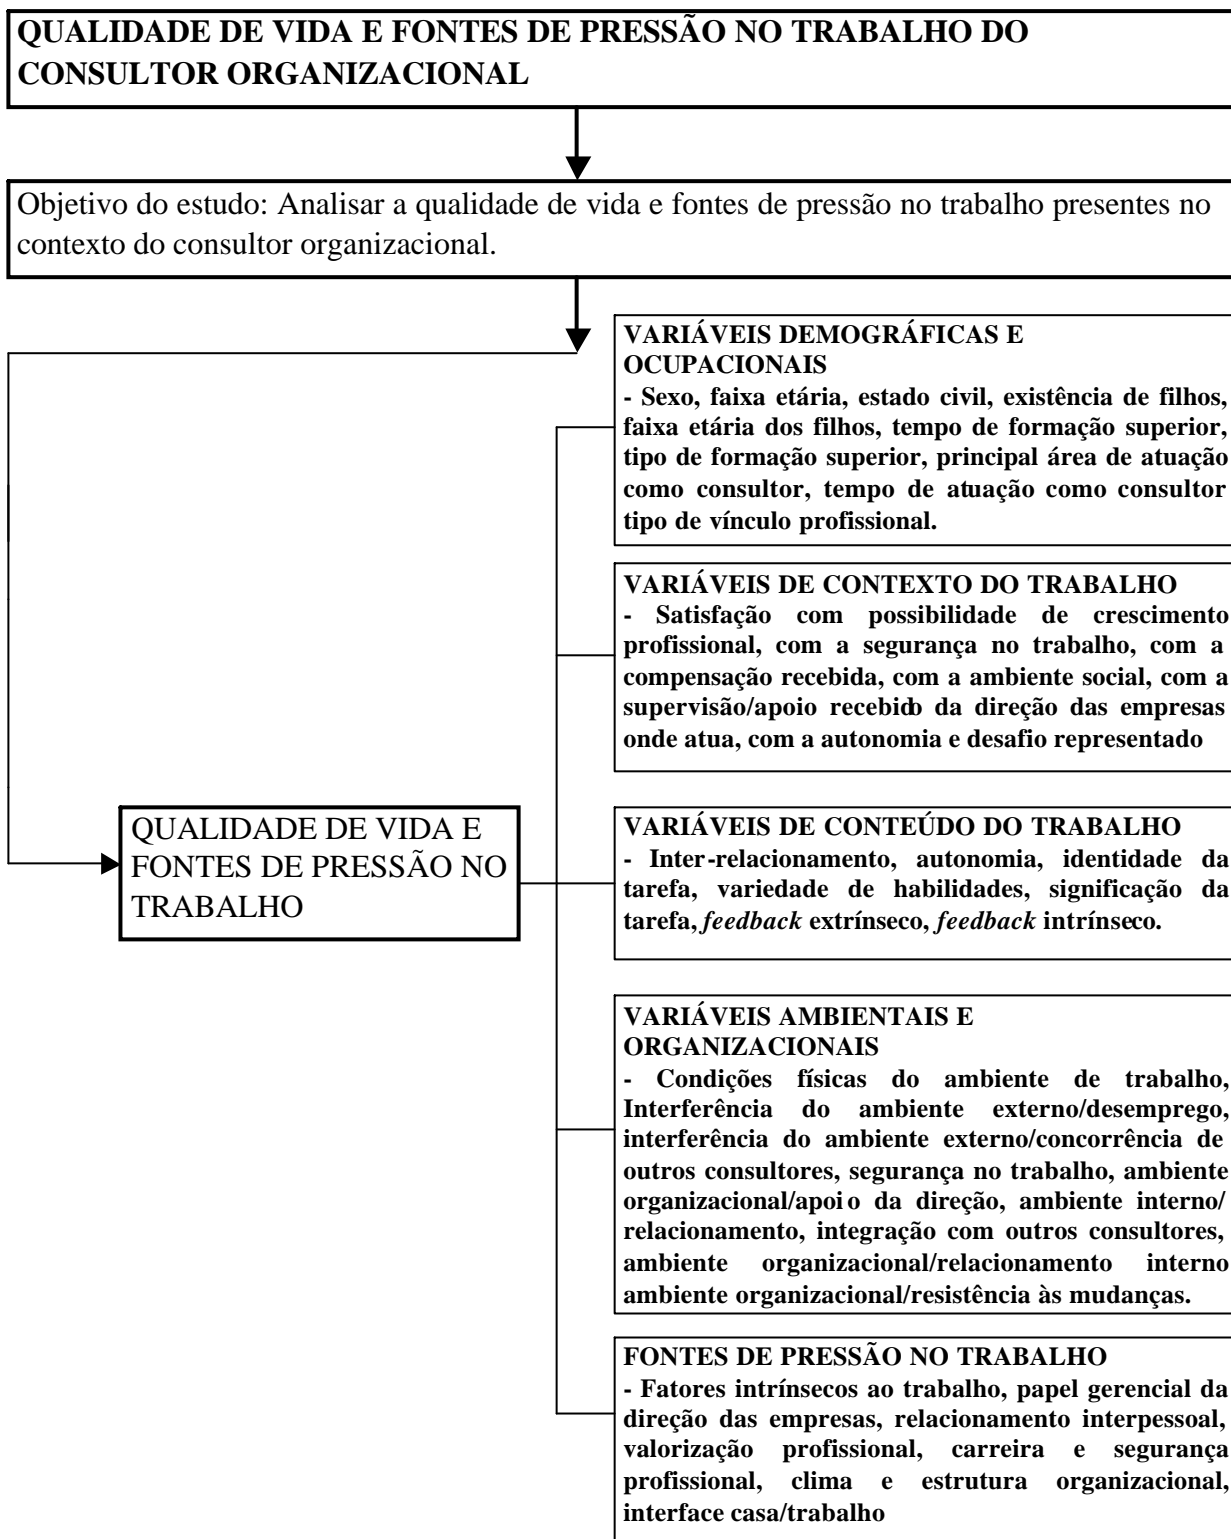 QUALIDADE DE VIDA E FONTES DE PRESSÃO NO TRABALHO DO
CONSULTOR ORGANIZACIONAL
Objetivo do estudo: Analisar a qualidade de vida e fontes de pressão no trabalho presentes no
contexto do consultor organizacional.
VARIÁVEIS DEMOGRÁFICAS E
OCUPACIONAIS
- Sexo, faixa etária, estado civil, existência de filhos,
faixa etária dos filhos, tempo de formação superior,
tipo de formação superior, principal área de atuação
como consultor, tempo de atuação como consultor
tipo de vínculo profissional.
VARIÁVEIS DE CONTEXTO DO TRABALHO
- Satisfação com possibilidade de crescimento
profissional, com a segurança no trabalho, com a
compensação recebida, com a ambiente social, com a
supervisão/apoio recebido da direção das empresas
onde atua, com a autonomia e desafio representado
QUALIDADE DE VIDA E
FONTES DE PRESSÃO NO
TRABALHO
VARIÁVEIS DE CONTEÚDO DO TRABALHO
- Inter-relacionamento, autonomia, identidade da
tarefa, variedade de habilidades, significação da
tarefa, feedback extrínseco, feedback intrínseco.
VARIÁVEIS AMBIENTAIS E
ORGANIZACIONAIS
- Condições físicas do ambiente de trabalho,
Interferência do ambiente externo/desemprego,
interferência do ambiente externo/concorrência de
outros consultores, segurança no trabalho, ambiente
organizacional/apoio da direção, ambiente interno/
relacionamento, integração com outros consultores,
ambiente organizacional/relacionamento interno
ambiente organizacional/resistência às mudanças.
FONTES DE PRESSÃO NO TRABALHO
- Fatores intrínsecos ao trabalho, papel gerencial da
direção das empresas, relacionamento interpessoal,
valorização profissional, carreira e segurança
profissional, clima e estrutura organizacional,
interface casa/trabalho